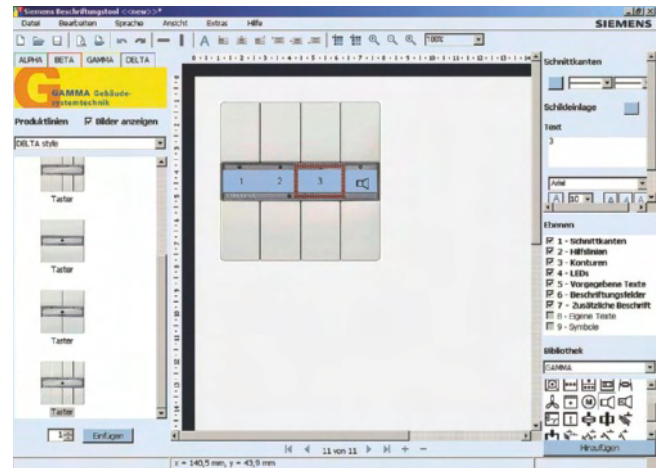 Siemens Beschriftungstool <<new>>*
Datei Bearbeiten Sprache Ansicht Extras Hilfe
SIEMENS
100%
ALPHA BETA GAMMA DELTA
GAMMA Gebäude-
systemtechnik
Produktlinien Bilder anzeigen
DELTA style
Taster
Taster
Taster
Taster
1 Einfügen
1 2 3
SIEMENS
11 von 11
x = 140,5 mm, y = 43,9 mm
Schnittkanten
Schildeinlage
Text
3
Arial
A 10 A A A
Ebenen
1 - Schnittkanten
2 - Hilfslinien
3 - Konturen
4 - LEDs
5 - Vorgegebene Texte
6 - Beschriftungsfelder
7 - Zusätzliche Beschrift
8 - Eigene Texte
9 - Symbole
Bibliothek
GAMMA
Hinzufügen